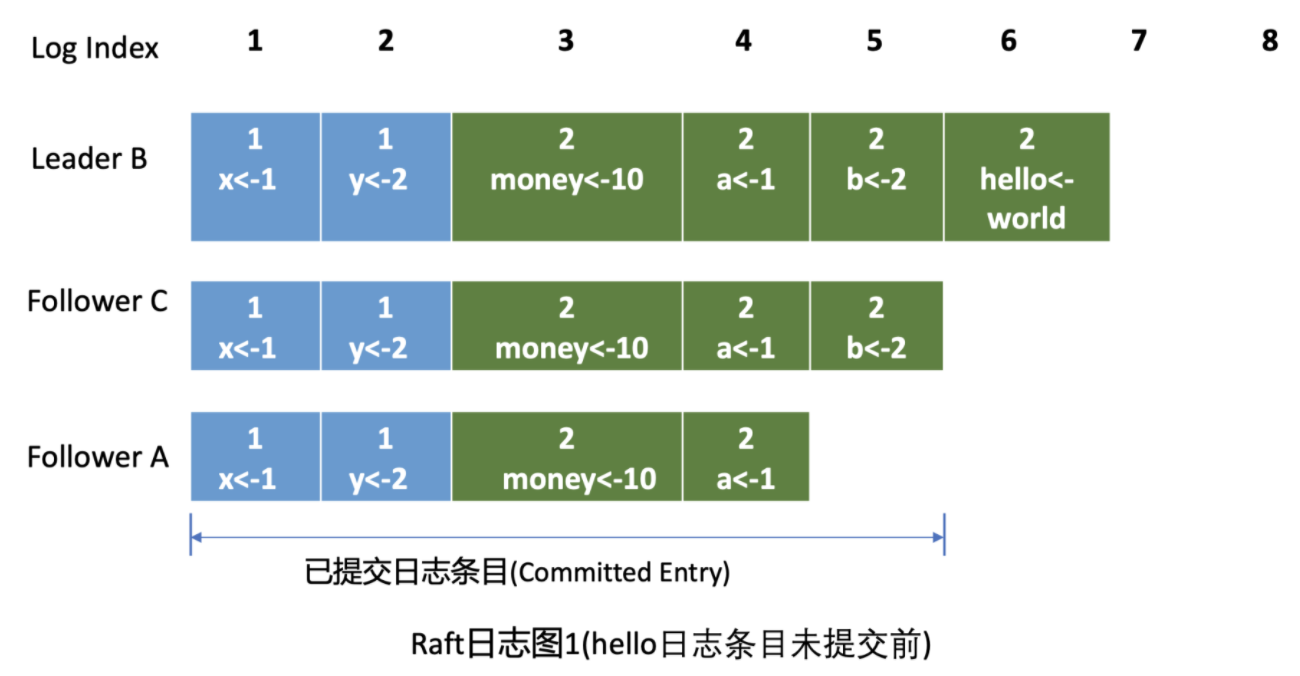 Log Index 1 2 3 4 5 6 7 8
Leader B
1 1 2 2 2 2
x<-1 y<-2 money<-10 a<-1 b<-2 hello<-
world
Follower C
1 1 2 2 2
x<-1 y<-2 money<-10 a<-1 b<-2
Follower A
1 1 2 2
x<-1 y<-2 money<-10 a<-1
已提交日志条目(Committed Entry)
Raft日志图1(hello日志条目未提交前)